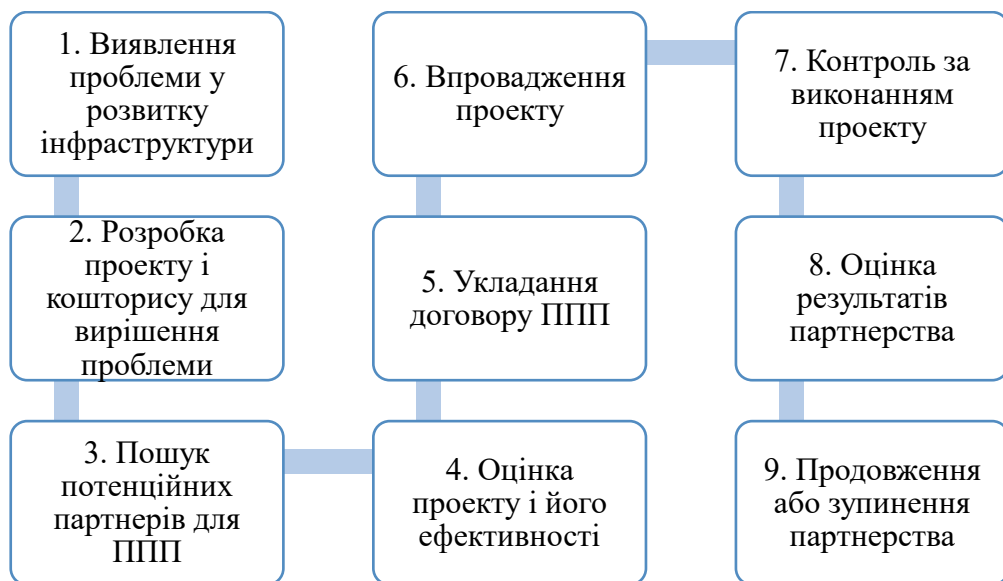 1. Виявлення
проблеми у
розвитку
інфраструктури
2. Розробка
проекту і
кошторису для
вирішення
проблеми
3. Пошук
потенційних
партнерів для
ППП
4. Оцінка
проекту і його
ефективності
5. Укладання
договору ППП
6. Впровадження
проекту
7. Контроль за
виконанням
проекту
8. Оцінка
результатів
партнерства
9. Продовження
або зупинення
партнерства